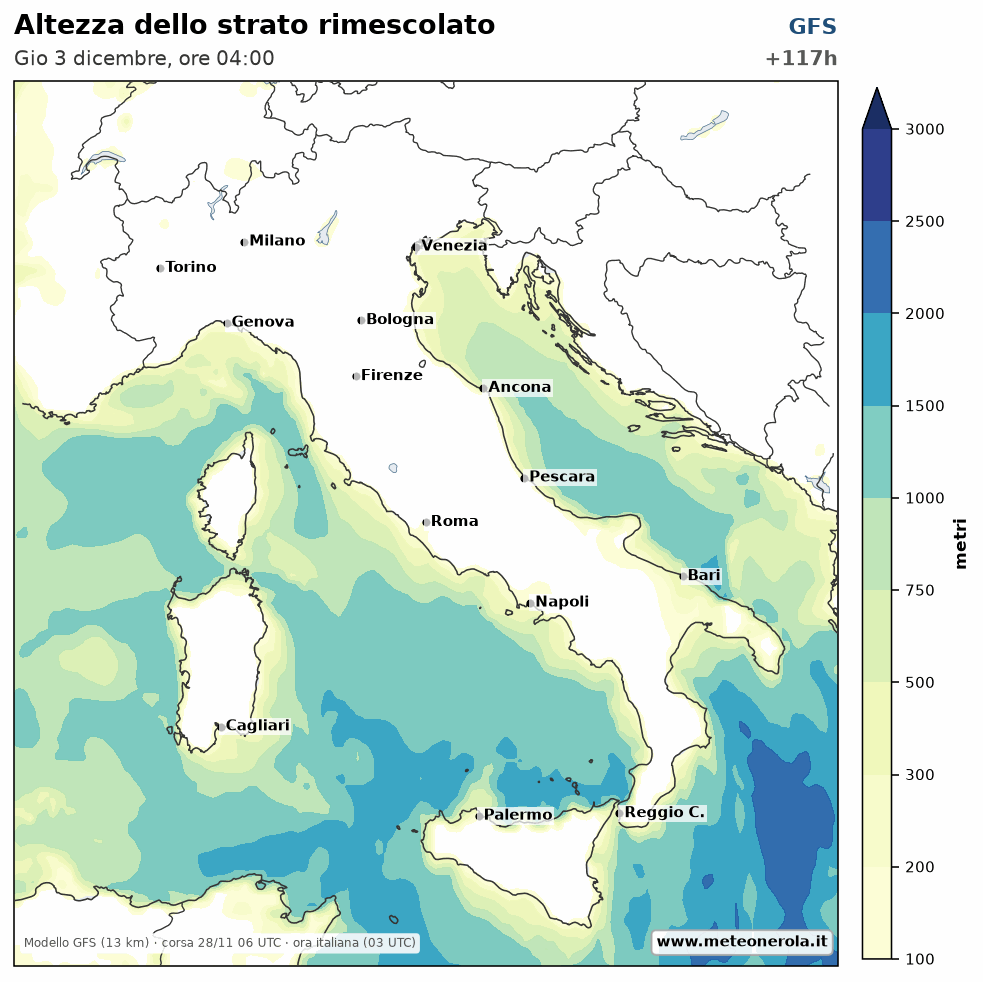 Altezza dello strato rimescolato
GFS
Gio 3 dicembre, ore 04:00
+117h
3000
2500
2000
1500
1000
750
500
300
200
100
metri
Milano
Venezia
Torino
Genova
Bologna
Firenze
Ancona
Pescara
Roma
Bari
Napoli
Cagliari
Palermo
Reggio C.
Modello GFS (13 km) · corsa 28/11 06 UTC · ora italiana (03 UTC)
www.meteonerola.it